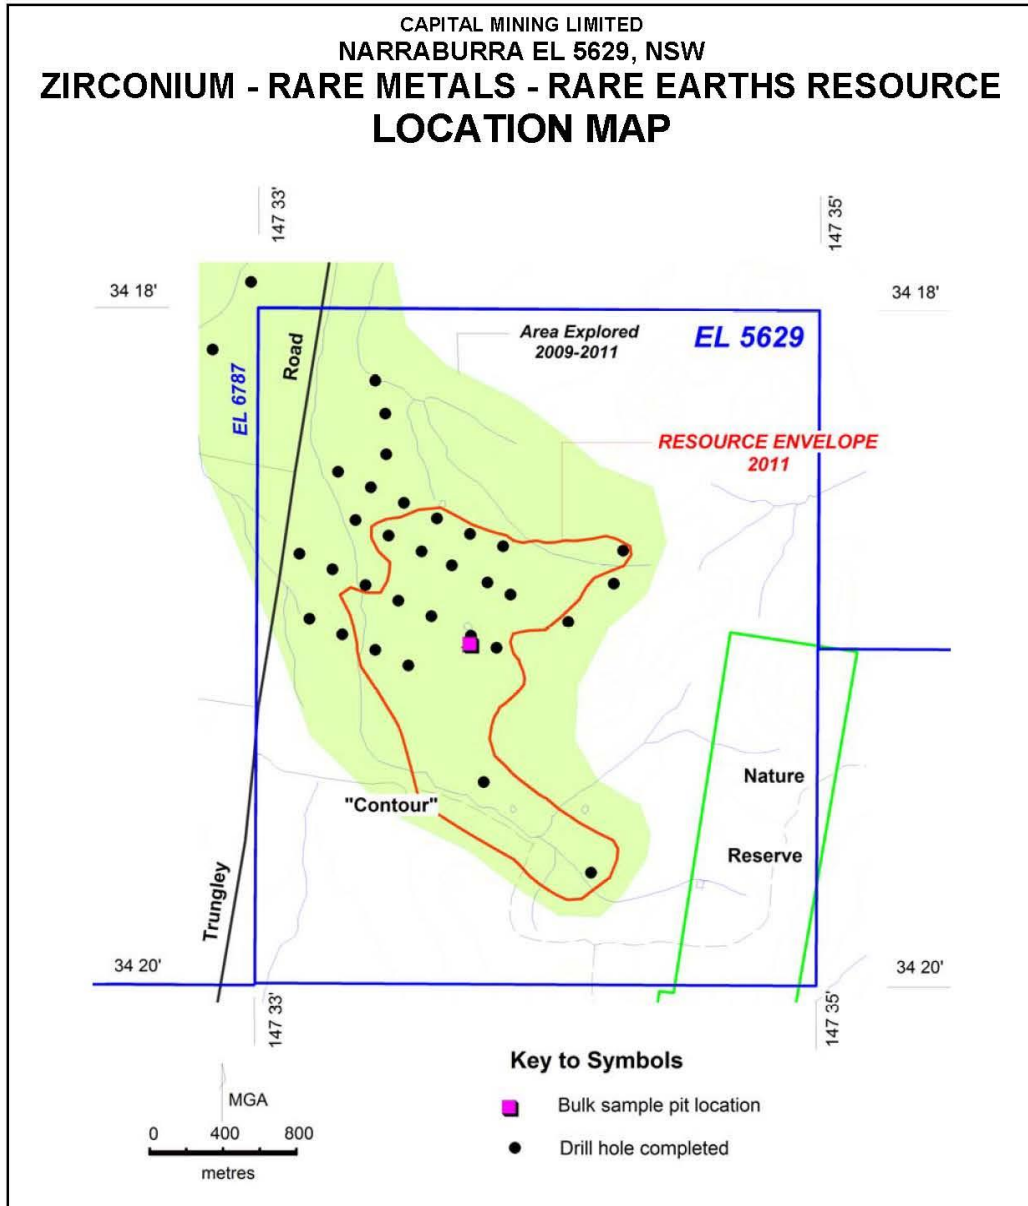 CAPITAL MINING LIMITED
NARRABURRA EL 5629, NSW
ZIRCONIUM - RARE METALS - RARE EARTHS RESOURCE
LOCATION MAP
147 33'
147 35'
34 18'
34 18'
Area Explored
2009-2011
EL 5629
Road
EL 6787
RESOURCE ENVELOPE
2011
Nature
"Contour"
Reserve
Trungley
34 20'
34 20'
147 33'
147 35'
Key to Symbols
MGA
Bulk sample pit location
0 400 800
Drill hole completed
metres